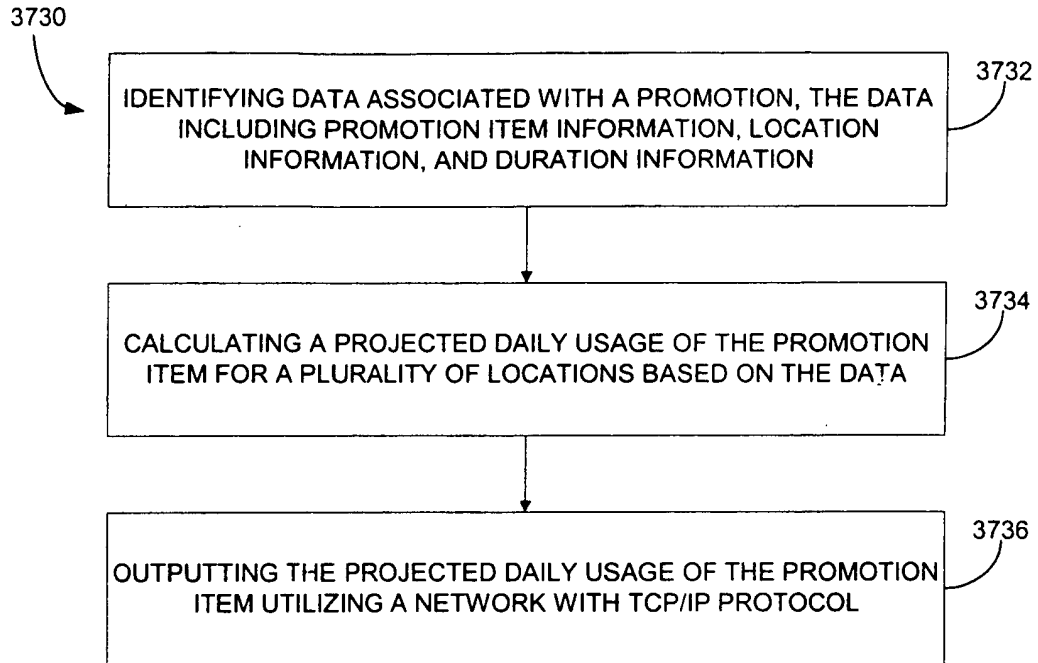 3730
3732
IDENTIFYING DATA ASSOCIATED WITH A PROMOTION, THE DATA
INCLUDING PROMOTION ITEM INFORMATION, LOCATION
INFORMATION, AND DURATION INFORMATION
3734
CALCULATING A PROJECTED DAILY USAGE OF THE PROMOTION
ITEM FOR A PLURALITY OF LOCATIONS BASED ON THE DATA
3736
OUTPUTTING THE PROJECTED DAILY USAGE OF THE PROMOTION
ITEM UTILIZING A NETWORK WITH TCP/IP PROTOCOL